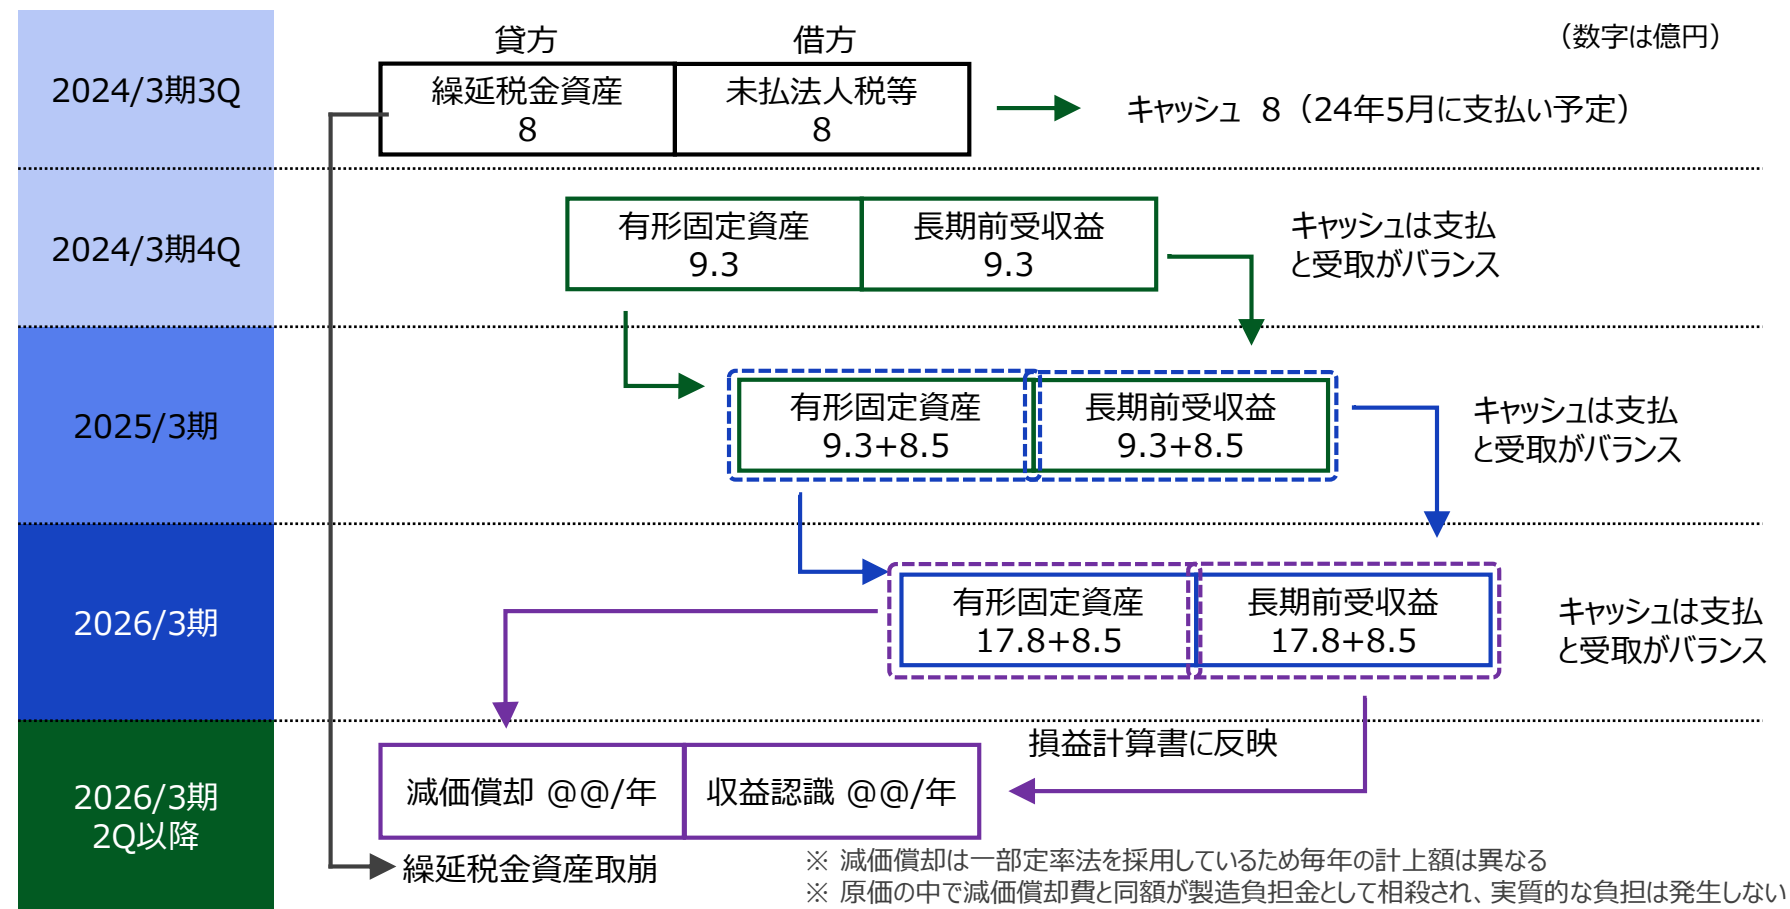 貸方 借方 （数字は億円）
2024/3期3Q
繰延税金資産
8
未払法人税等
8
キャッシュ 8（24年5月に支払い予定）
2024/3期4Q
有形固定資産
9.3
長期前受収益
9.3
キャッシュは支払
と受取がバランス
2025/3期
有形固定資産
9.3+8.5
長期前受収益
9.3+8.5
キャッシュは支払
と受取がバランス
2026/3期
有形固定資産
17.8+8.5
長期前受収益
17.8+8.5
キャッシュは支払
と受取がバランス
2026/3期
2Q以降
減価償却 @@/年
収益認識 @@/年
損益計算書に反映
繰延税金資産取崩
※ 減価償却は一部定率法を採用しているため毎年の計上額は異なる
※ 原価の中で減価償却費と同額が製造負担金として相殺され、実質的な負担は発生しない